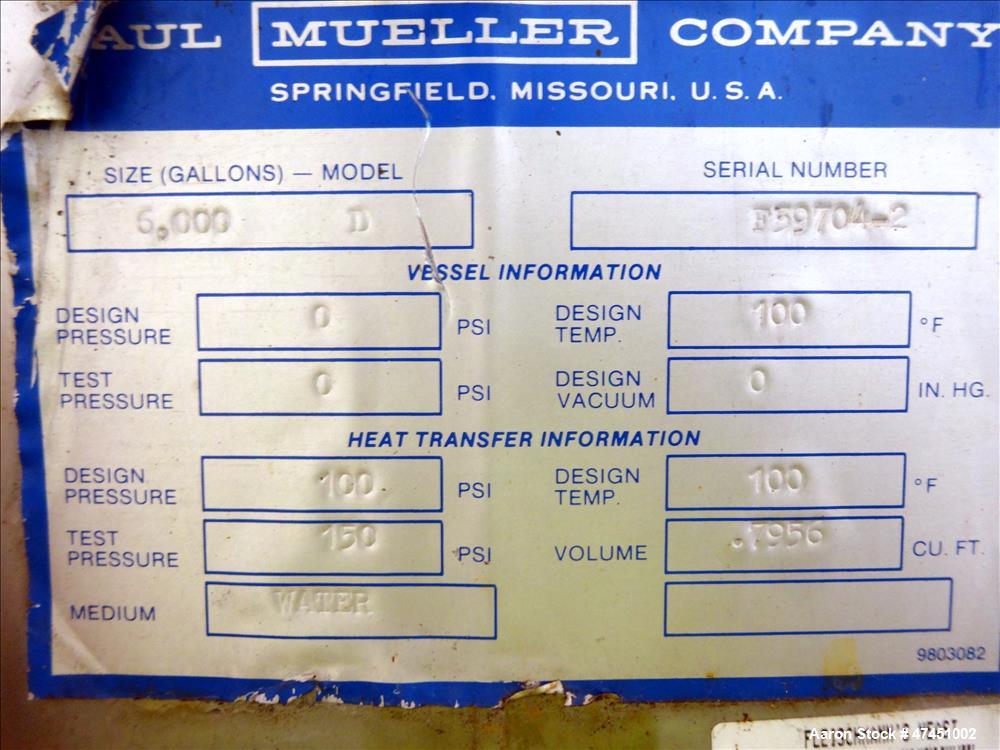 AUL MUELLER COMPANY
SPRINGFIELD, MISSOURI, U.S.A.
SIZE (GALLONS) — MODEL SERIAL NUMBER
D F59704-2
VESSEL INFORMATION
DESIGN PRESSURE 0 PSI DESIGN TEMP. 100 °F
TEST PRESSURE 0 PSI DESIGN VACUUM 0 IN. HG.
HEAT TRANSFER INFORMATION
DESIGN PRESSURE 100 PSI DESIGN TEMP. 100 °F
TEST PRESSURE 150 PSI VOLUME .7956 CU. FT.
MEDIUM WATER
9803082
Aaron Stock # 47451002